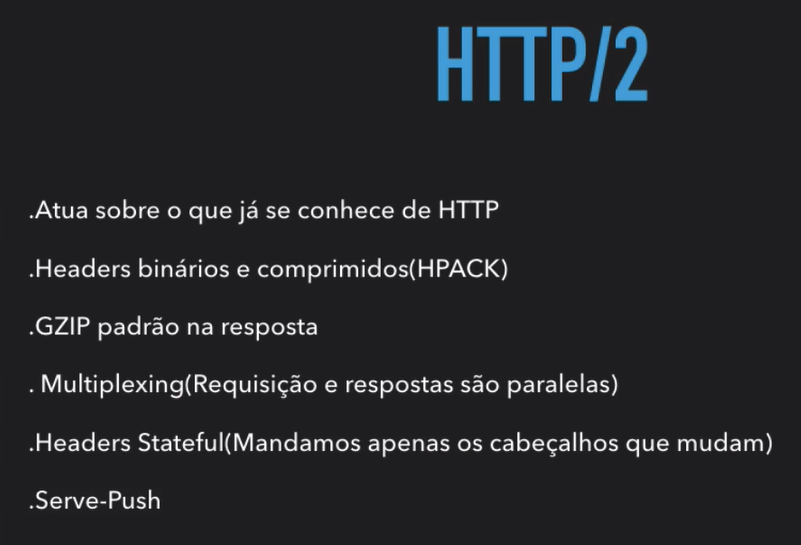 HTTP/2
.Atua sobre o que já se conhece de HTTP
.Headers binários e comprimidos(HPACK)
.GZIP padrão na resposta
. Multiplexing(Requisição e respostas são paralelas)
.Headers Stateful(Mandamos apenas os cabeçalhos que mudam)
.Serve-Push